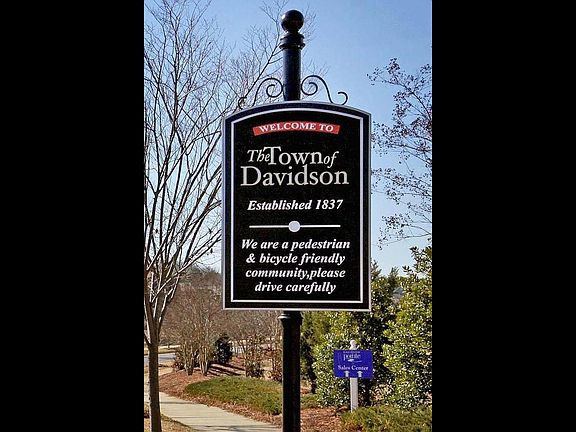 WELCOME TO
The Town of
Davidson
Established 1837
We are a pedestrian
& bicycle friendly
community,please
drive carefully
Sales Center